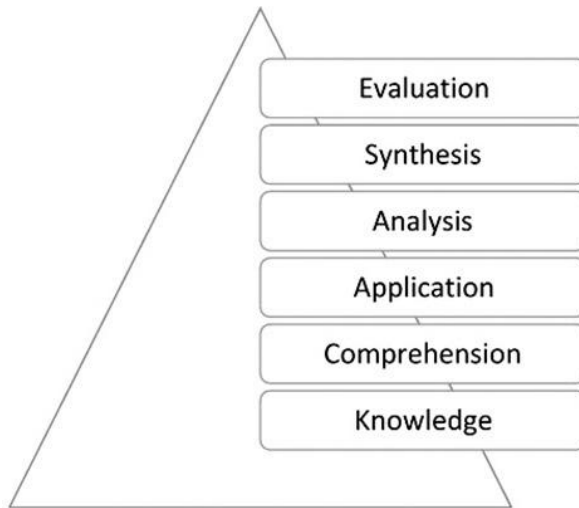 Evaluation
Synthesis
Analysis
Application
Comprehension
Knowledge